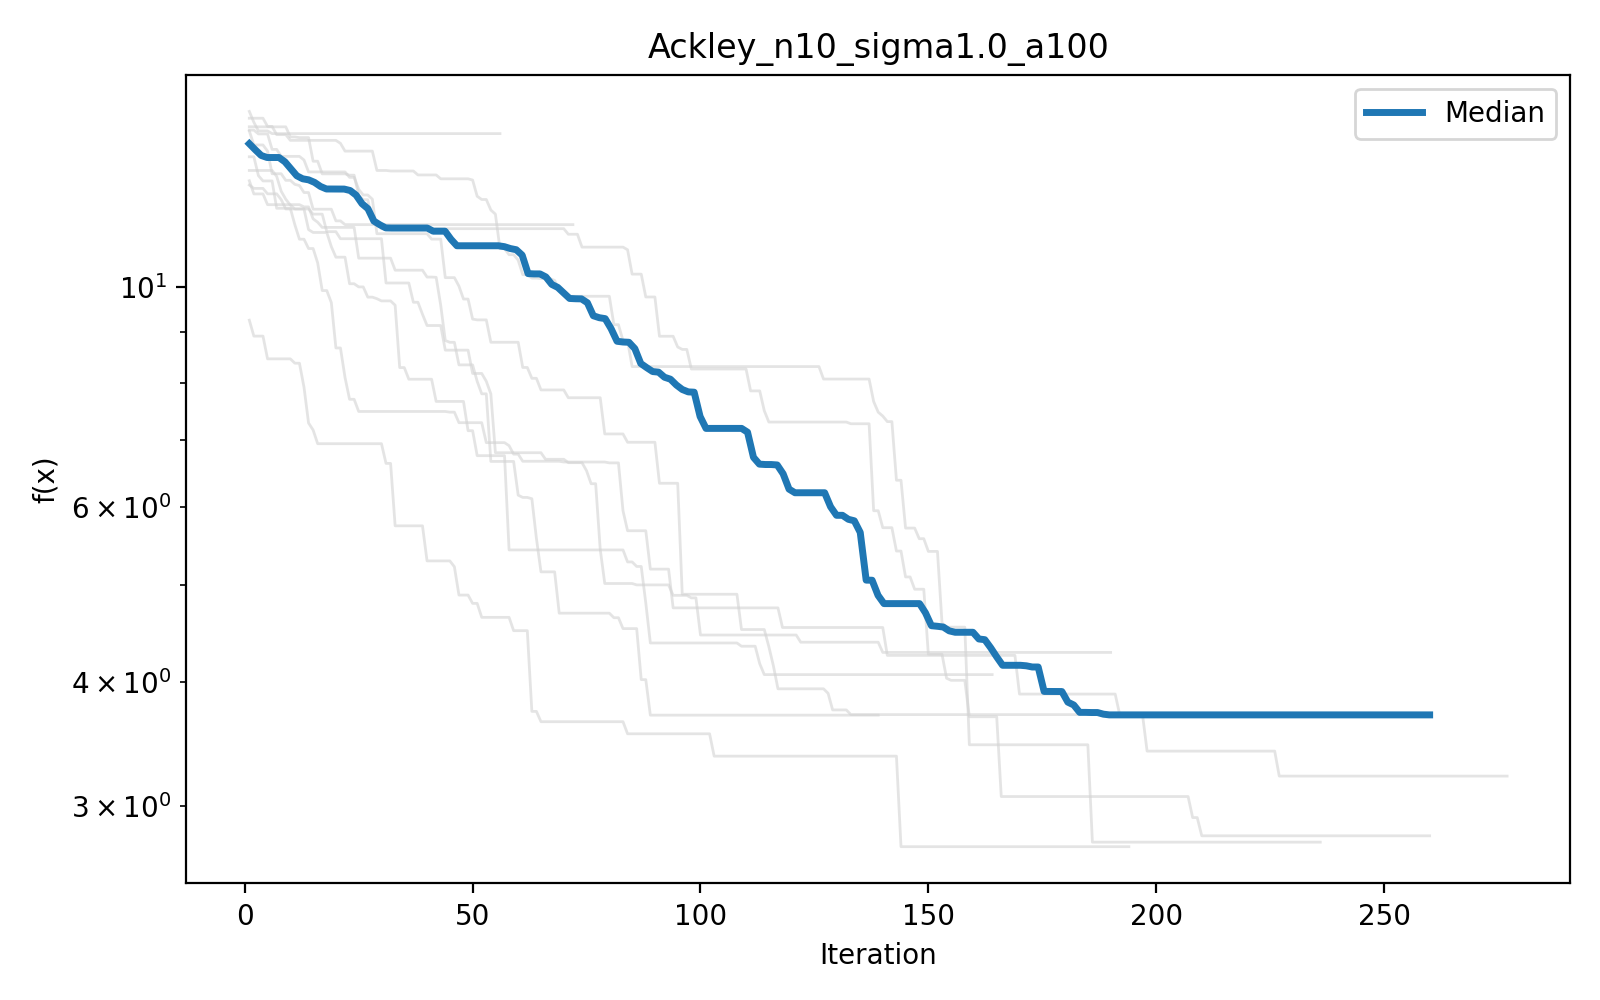 Ackley_n10_sigma1.0_a100
Median
10¹
6 × 10⁰
4 × 10⁰
3 × 10⁰
f(x)
0 50 100 150 200 250
Iteration